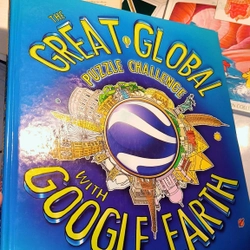 THE
GREAT GLOBAL
PUZZLE CHALLENGE
WITH
GOOGLE EARTH